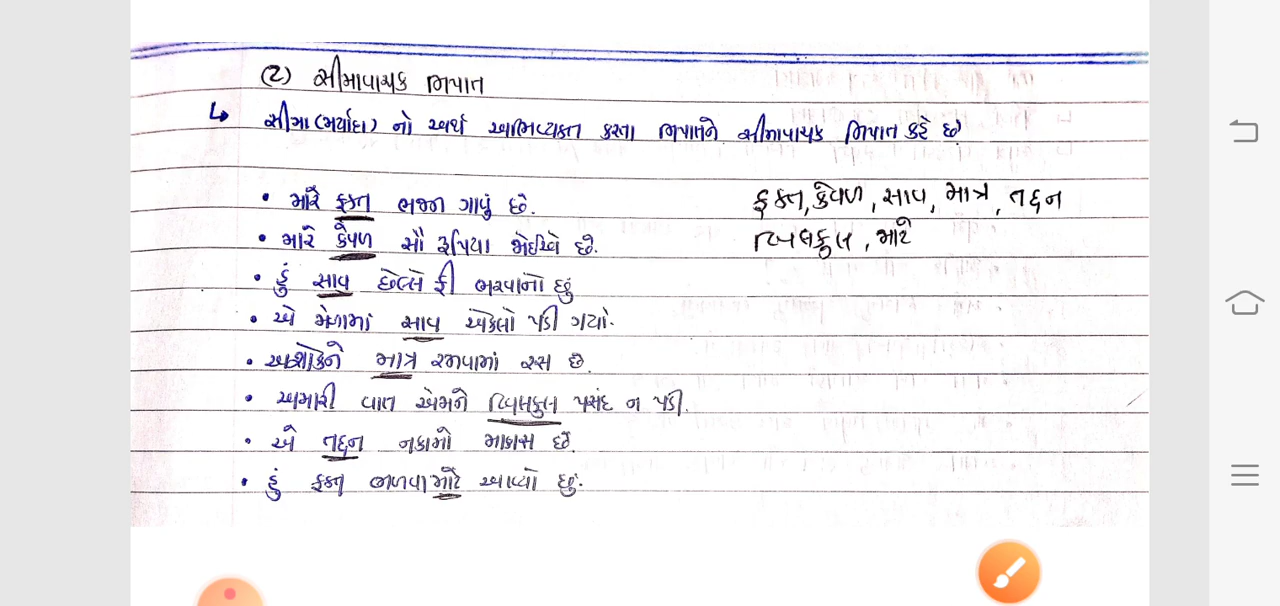 (૨) સીમાવાચક નિપાત
↳ સીમા(મર્યાદા) નો અર્થ અભિવ્યક્ત કરતા નિપાતને સીમાવાચક નિપાત કહે છે
• મારે ફક્ત ભજન ગાવું છે.
• મારે કેવળ સૌ રૂપિયા જોઈએ છે.
• હું સાવ છેલ્લે ફી ભરવાનો છું
• એ મેળામાં સાવ એકલો પડી ગયો.
• અશોકને માત્ર રમવામાં રસ છે.
• અમારી વાત એમને બિલકુલ પસંદ ન પડી.
• એ તદ્દન નકામો માણસ છે.
• હું ફક્ત મળવા માટે આવ્યો છું.
ફક્ત, કેવળ, સાવ, માત્ર, તદ્દન
બિલકુલ, માટે